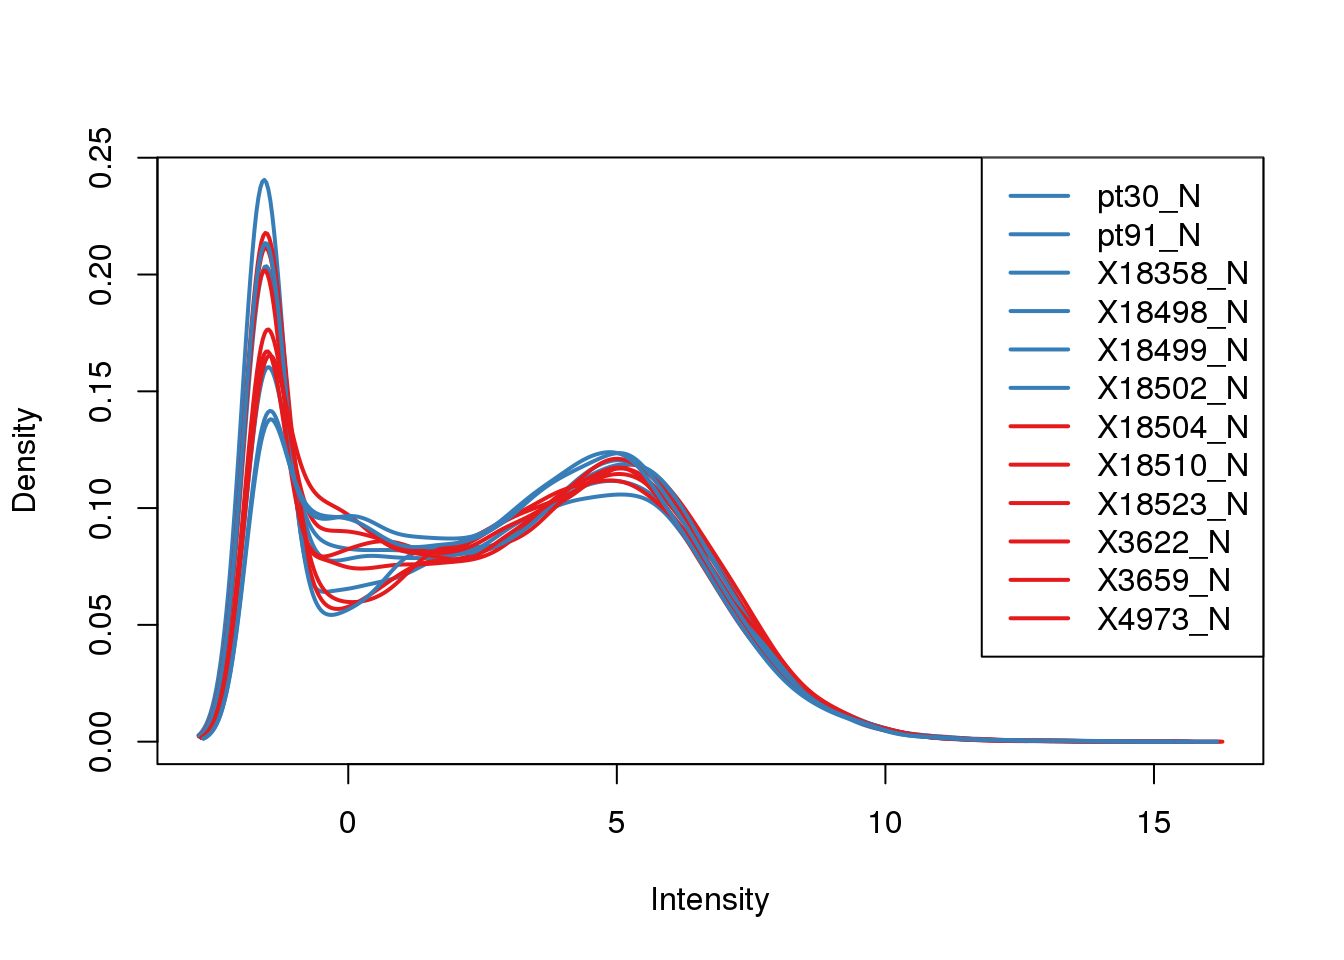 0.25
0.20
0.15
0.10
0.05
0.00
Density
0
5
10
15
Intensity
pt30_N
pt91_N
X18358_N
X18498_N
X18499_N
X18502_N
X18504_N
X18510_N
X18523_N
X3622_N
X3659_N
X4973_N